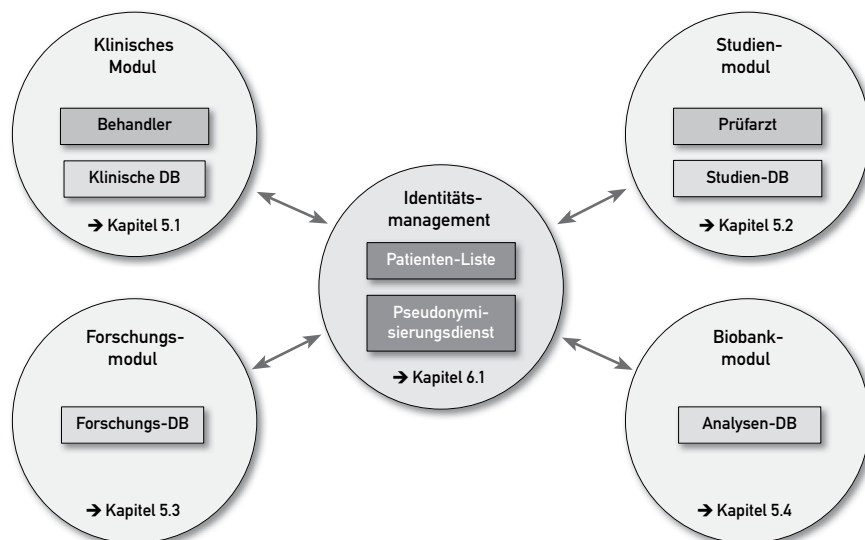 Klinisches
Modul
Behandler
Klinische DB
➔ Kapitel 5.1
Studien-
modul
Prüfarzt
Studien-DB
➔ Kapitel 5.2
Identitäts-
management
Patienten-Liste
Pseudonymi-
sierungsdienst
➔ Kapitel 6.1
Forschungs-
modul
Forschungs-DB
➔ Kapitel 5.3
Biobank-
modul
Analysen-DB
➔ Kapitel 5.4